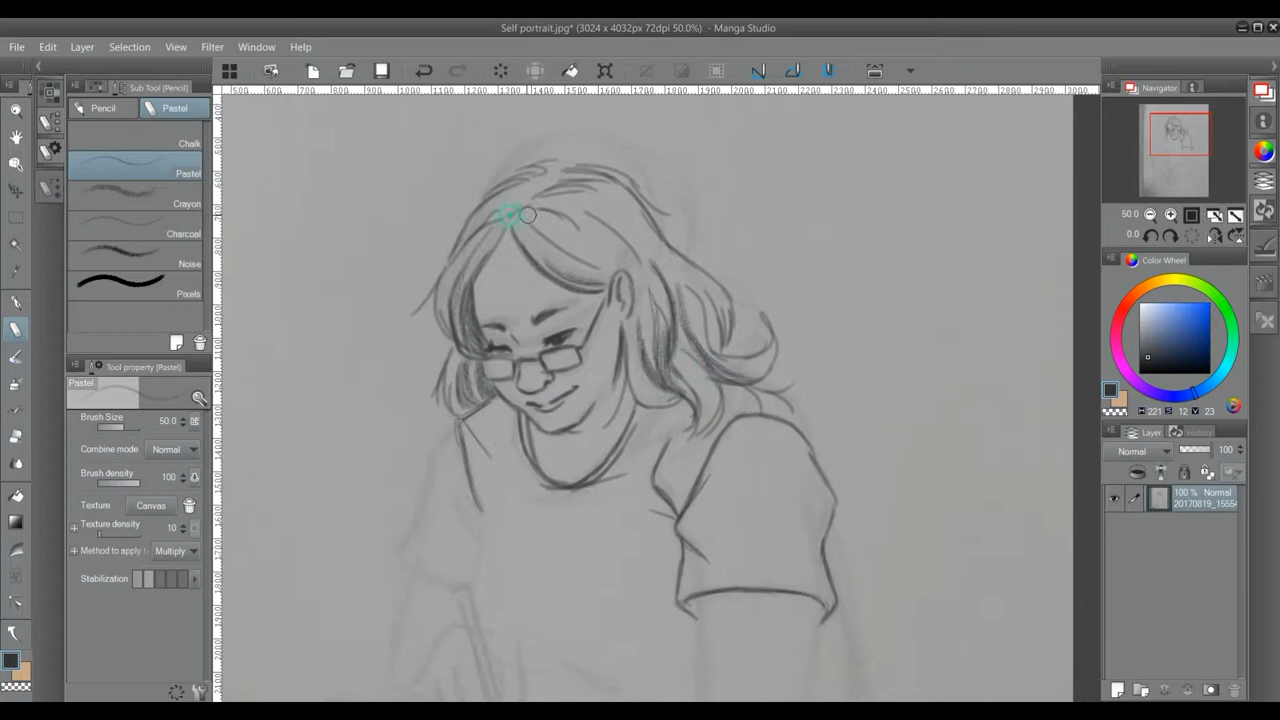 Self portrait.jpg* (3024 x 4032px 72dpi 50.0%) - Manga Studio
File Edit Layer Selection View Filter Window Help
Sub Tool [Pencil]
Pencil Pastel
Chalk
Pastel
Crayon
Charcoal
Noise
Pixels
Tool property [Pastel]
Pastel
Brush Size 50.0
Combine mode Normal
Brush density 100
Texture Canvas
Texture density 10
Method to apply t Multiply
Stabilization
Navigator
50.0
0.0
Color Wheel
H 221 S 12 V 23
Layer History
Normal 100
100 % Normal
20170819_15554